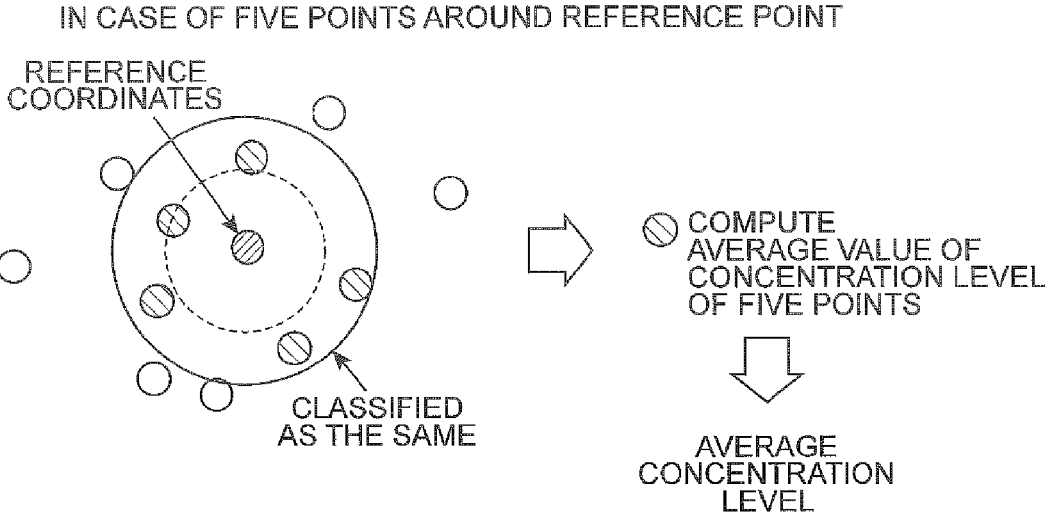 IN CASE OF FIVE POINTS AROUND REFERENCE POINT
REFERENCE
COORDINATES
COMPUTE
AVERAGE VALUE OF
CONCENTRATION LEVEL
OF FIVE POINTS
CLASSIFIED
AS THE SAME
AVERAGE
CONCENTRATION
LEVEL